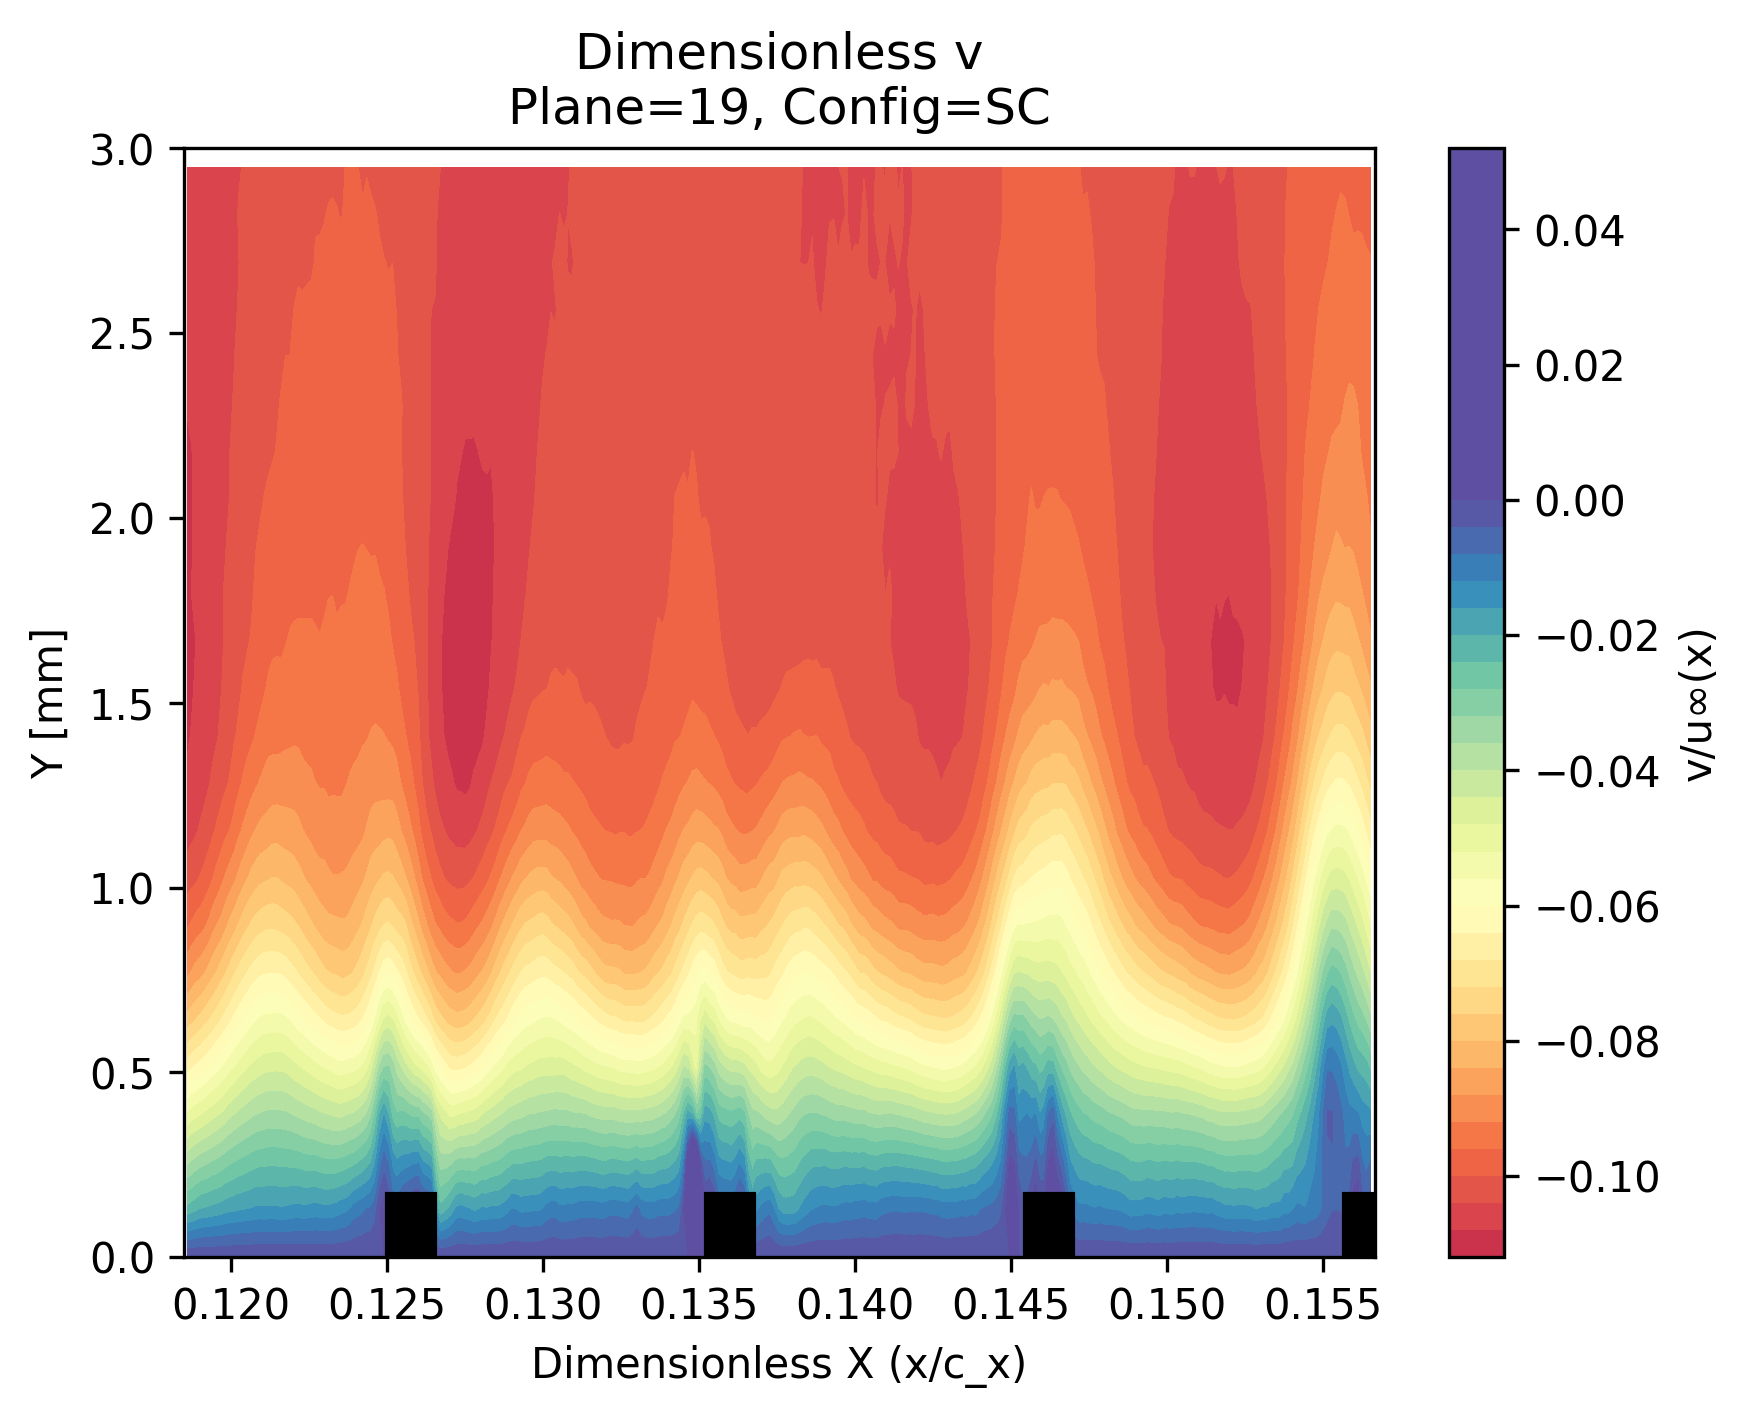 Dimensionless v
Plane=19, Config=SC
3.0
2.5
2.0
1.5
1.0
0.5
0.0
Y [mm]
0.120 0.125 0.130 0.135 0.140 0.145 0.150 0.155
Dimensionless X (x/c_x)
0.04
0.02
0.00
−0.02
−0.04
−0.06
−0.08
−0.10
v/u∞(x)